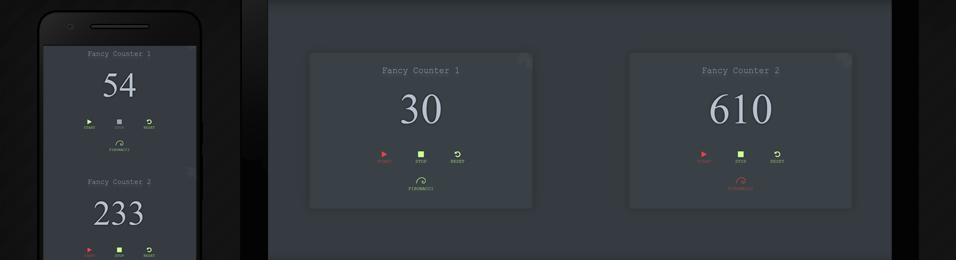 Fancy Counter 1
54
START STOP RESET
FIBONACCI
Fancy Counter 2
233
START STOP RESET
Fancy Counter 1
30
START STOP RESET
FIBONACCI
Fancy Counter 2
610
START STOP RESET
FIBONACCI